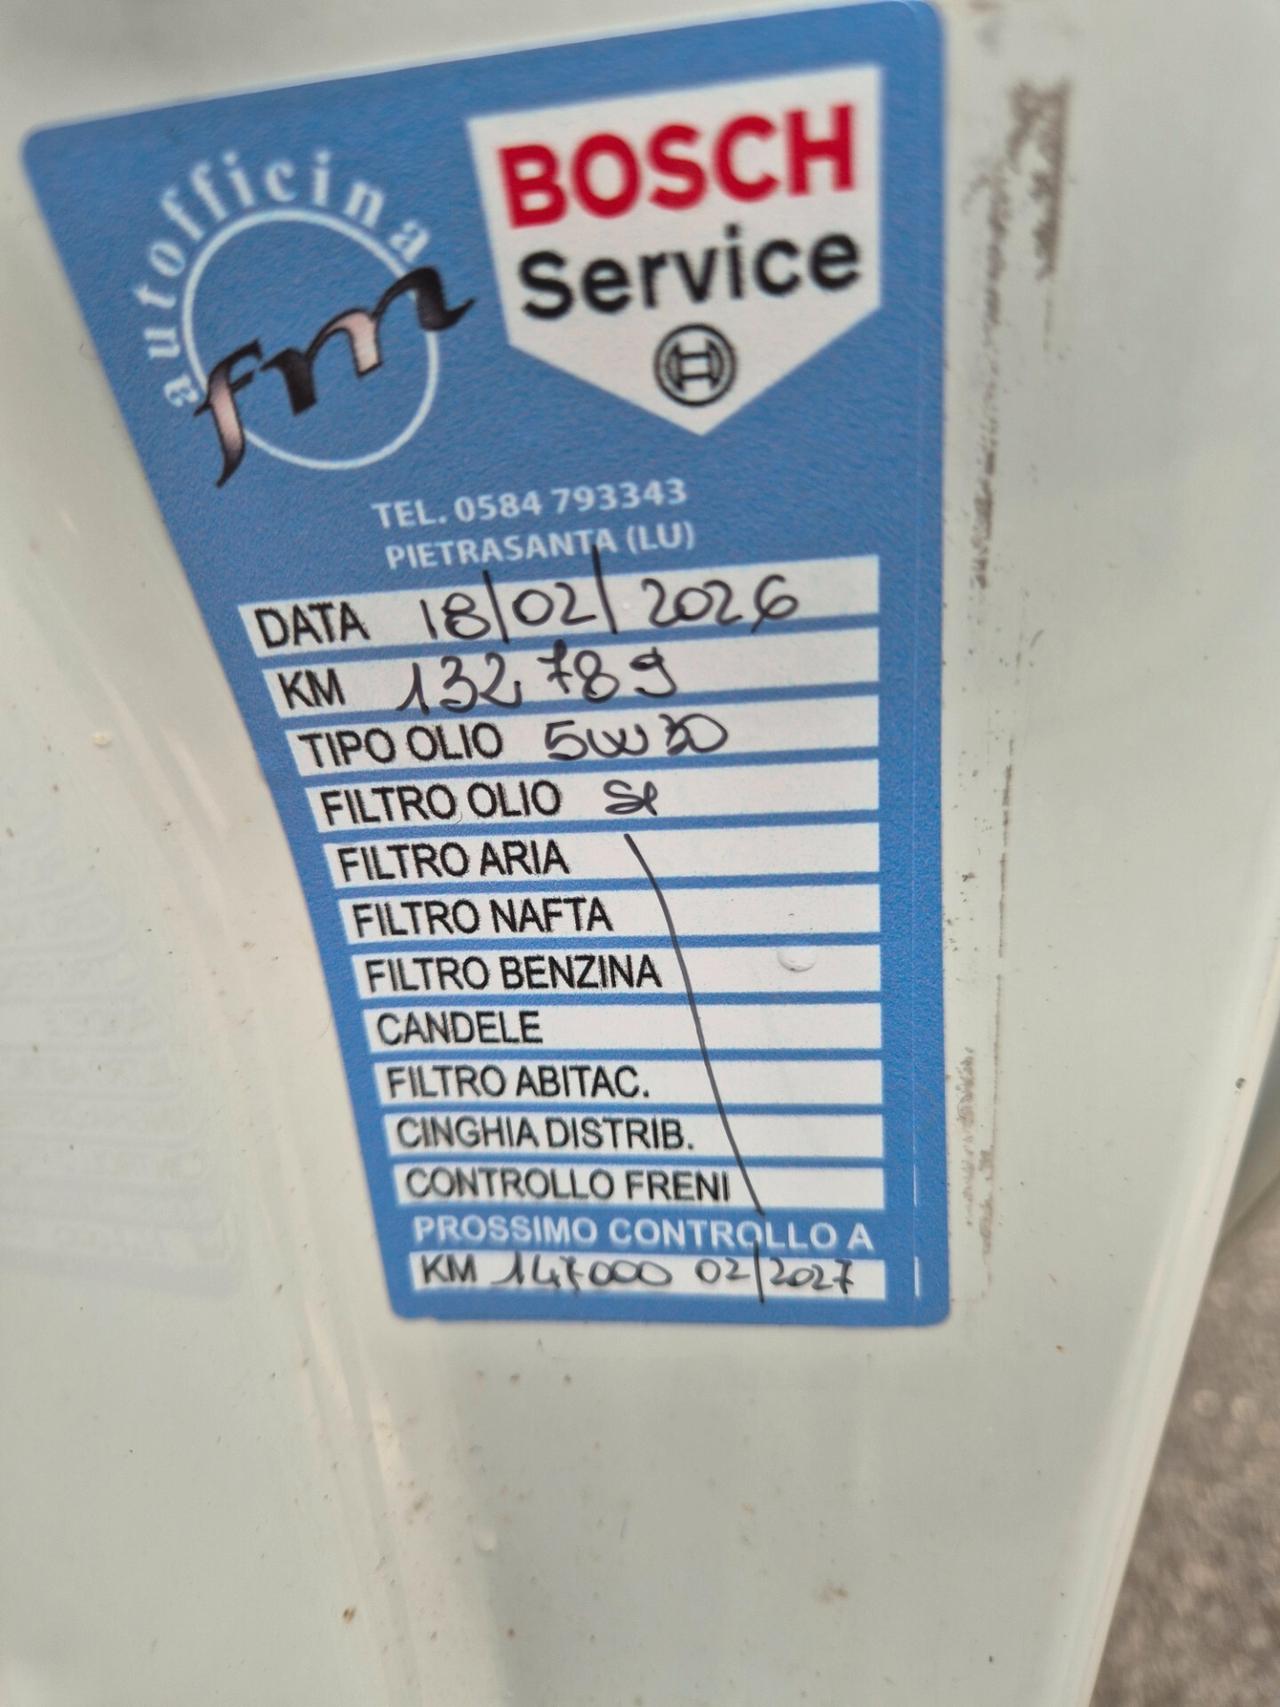 autofficina
fm
BOSCH
Service
TEL. 0584 793343
PIETRASANTA (LU)
DATA 18/02/2026
KM 132789
TIPO OLIO 5W30
FILTRO OLIO SI
FILTRO ARIA
FILTRO NAFTA
FILTRO BENZINA
CANDELE
FILTRO ABITAC.
CINGHIA DISTRIB.
CONTROLLO FRENI
PROSSIMO CONTROLLO A
KM 147000 02/2027